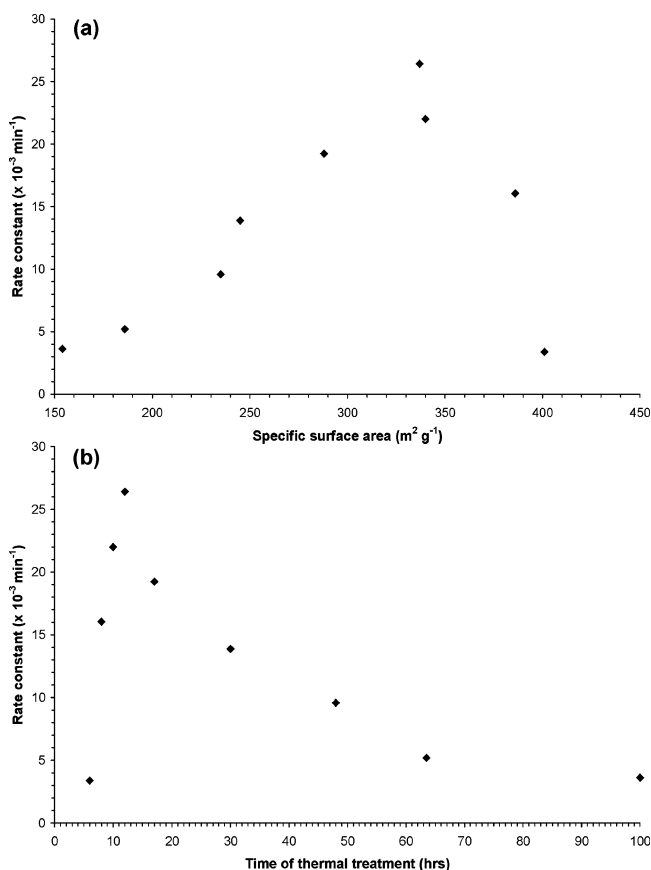 (a)
30
25
20
15
10
5
0
Rate constant (x 10⁻³ min⁻¹)
150 200 250 300 350 400 450
Specific surface area (m² g⁻¹)
(b)
30
25
20
15
10
5
0
Rate constant (x 10⁻³ min⁻¹)
0 10 20 30 40 50 60 70 80 90 100
Time of thermal treatment (hrs)